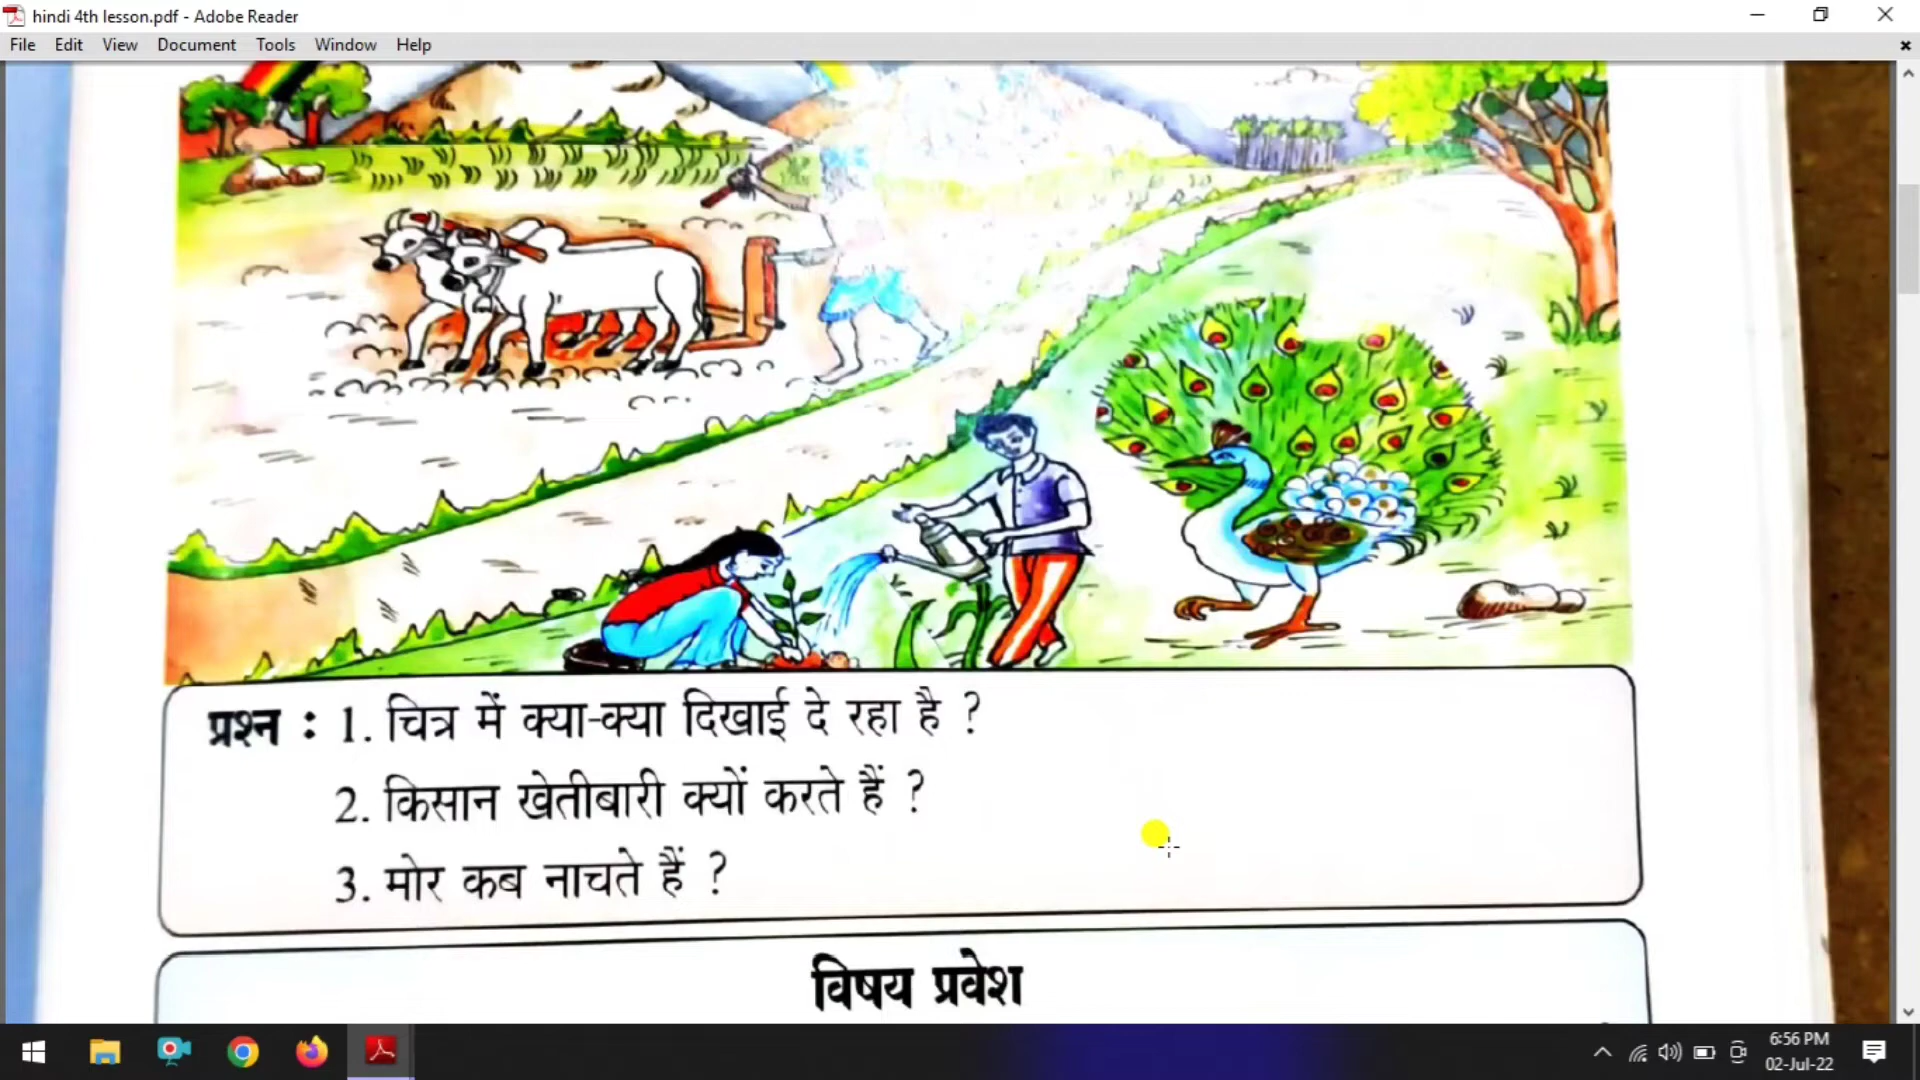 hindi 4th lesson.pdf - Adobe Reader
File Edit View Document Tools Window Help
प्रश्न : 1. चित्र में क्या-क्या दिखाई दे रहा है ?
2. किसान खेतीबारी क्यों करते हैं ?
3. मोर कब नाचते हैं ?
विषय प्रवेश
6:56 PM
02-Jul-22